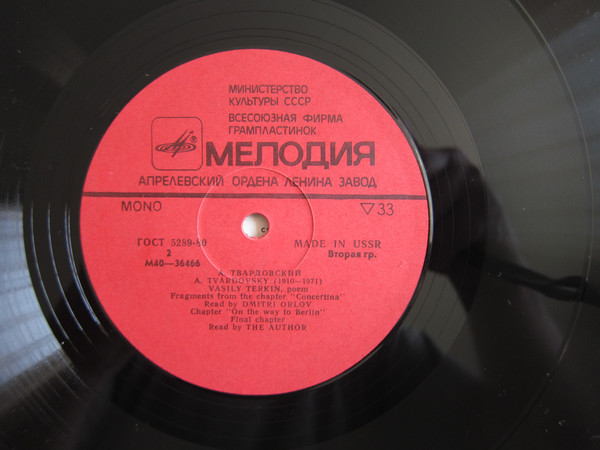 МИНИСТЕРСТВО
КУЛЬТУРЫ СССР
ВСЕСОЮЗНАЯ ФИРМА
ГРАМПЛАСТИНОК
МЕЛОДИЯ
АПРЕЛЕВСКИЙ ОРДЕНА ЛЕНИНА ЗАВОД
MONO ▽33
ГОСТ 5289-80 MADE IN USSR
2 Вторая гр.
М40—36466
А. ТВАРДОВСКИЙ
A. TVARDOVSKY (1910—1971)
VASILY TERKIN, poem
Fragments from the chapter "Concertina"
Read by DMITRI ORLOV
Chapter "On the way to Berlin"
Final chapter
Read by THE AUTHOR